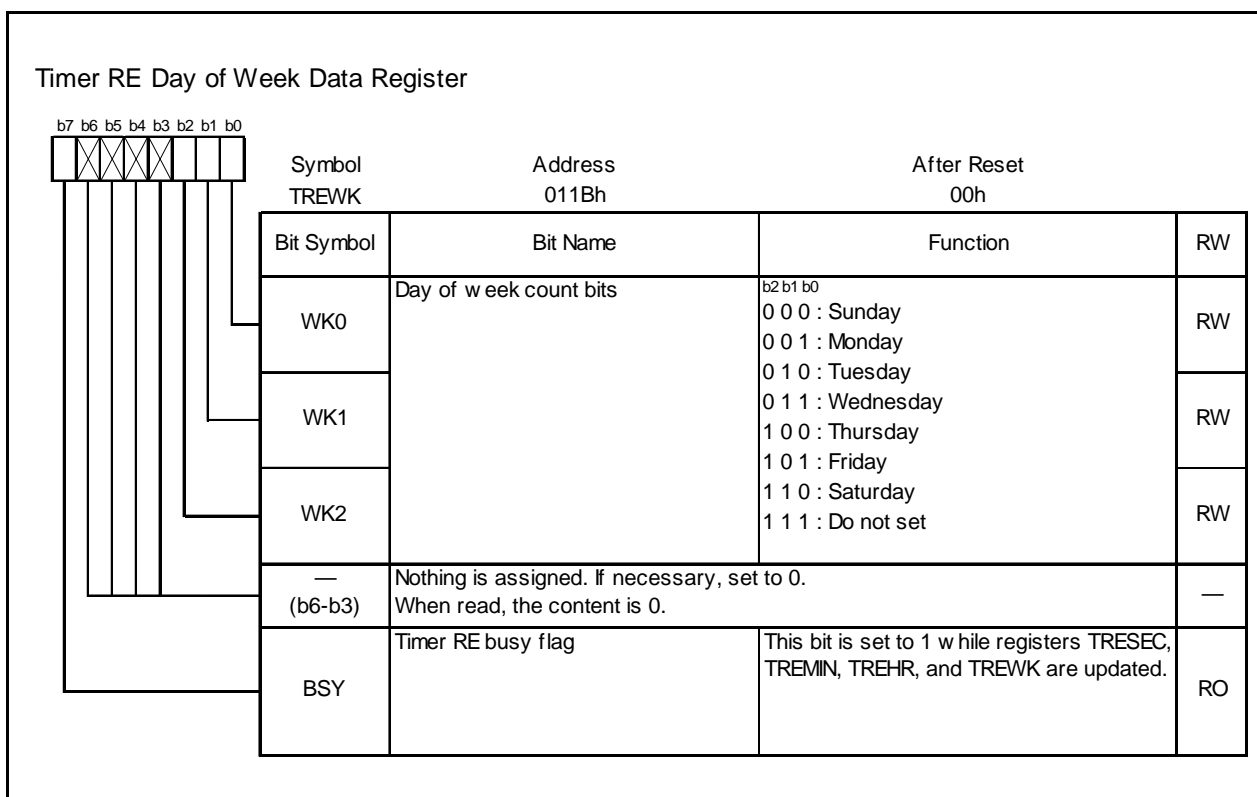 Timer RE Day of Week Data Register
b7 b6 b5 b4 b3 b2 b1 b0
Symbol Address After Reset
TREWK 011Bh 00h
Bit Symbol Bit Name Function RW
WK0 Day of week count bits b2 b1 b0
0 0 0 : Sunday RW
0 0 1 : Monday
0 1 0 : Tuesday
WK1 0 1 1 : Wednesday RW
1 0 0 : Thursday
1 0 1 : Friday
WK2 1 1 0 : Saturday RW
1 1 1 : Do not set
— Nothing is assigned. If necessary, set to 0. —
(b6-b3) When read, the content is 0.
BSY Timer RE busy flag This bit is set to 1 while registers TRESEC, RO
TREMIN, TREHR, and TREWK are updated.